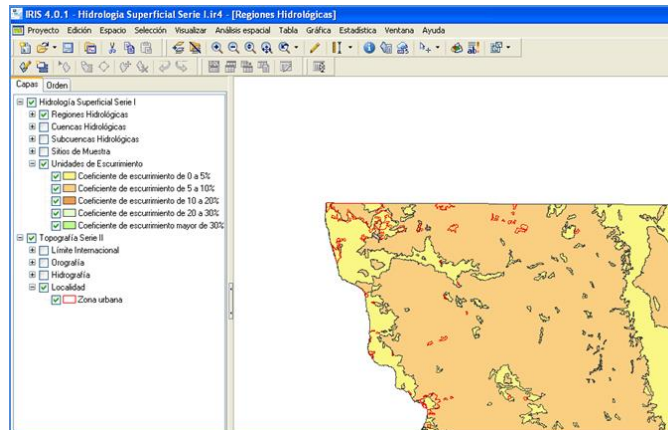 IRIS 4.0.1 - Hidrología Superficial Serie I.ir4 - [Regiones Hidrológicas]
Proyecto Edición Espacio Selección Visualizar Análisis espacial Tabla Gráfica Estadística Ventana Ayuda
Capas Orden
Hidrología Superficial Serie I
Regiones Hidrológicas
Cuencas Hidrológicas
Subcuencas Hidrológicas
Sitios de Muestra
Unidades de Escurrimiento
Coeficiente de escurrimiento de 0 a 5%
Coeficiente de escurrimiento de 5 a 10%
Coeficiente de escurrimiento de 10 a 20%
Coeficiente de escurrimiento de 20 a 30%
Coeficiente de escurrimiento mayor de 30%
Topografía Serie II
Límite Internacional
Orografía
Hidrografía
Localidad
Zona urbana